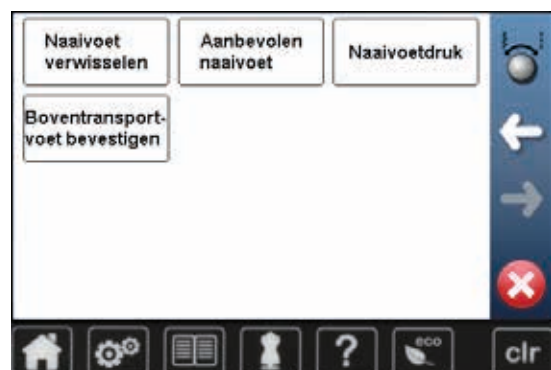 Naaivoet
verwisselen
Aanbevolen
naaivoet
Naaivoetdruk
Boventransport-
voet bevestigen
?
eco
clr